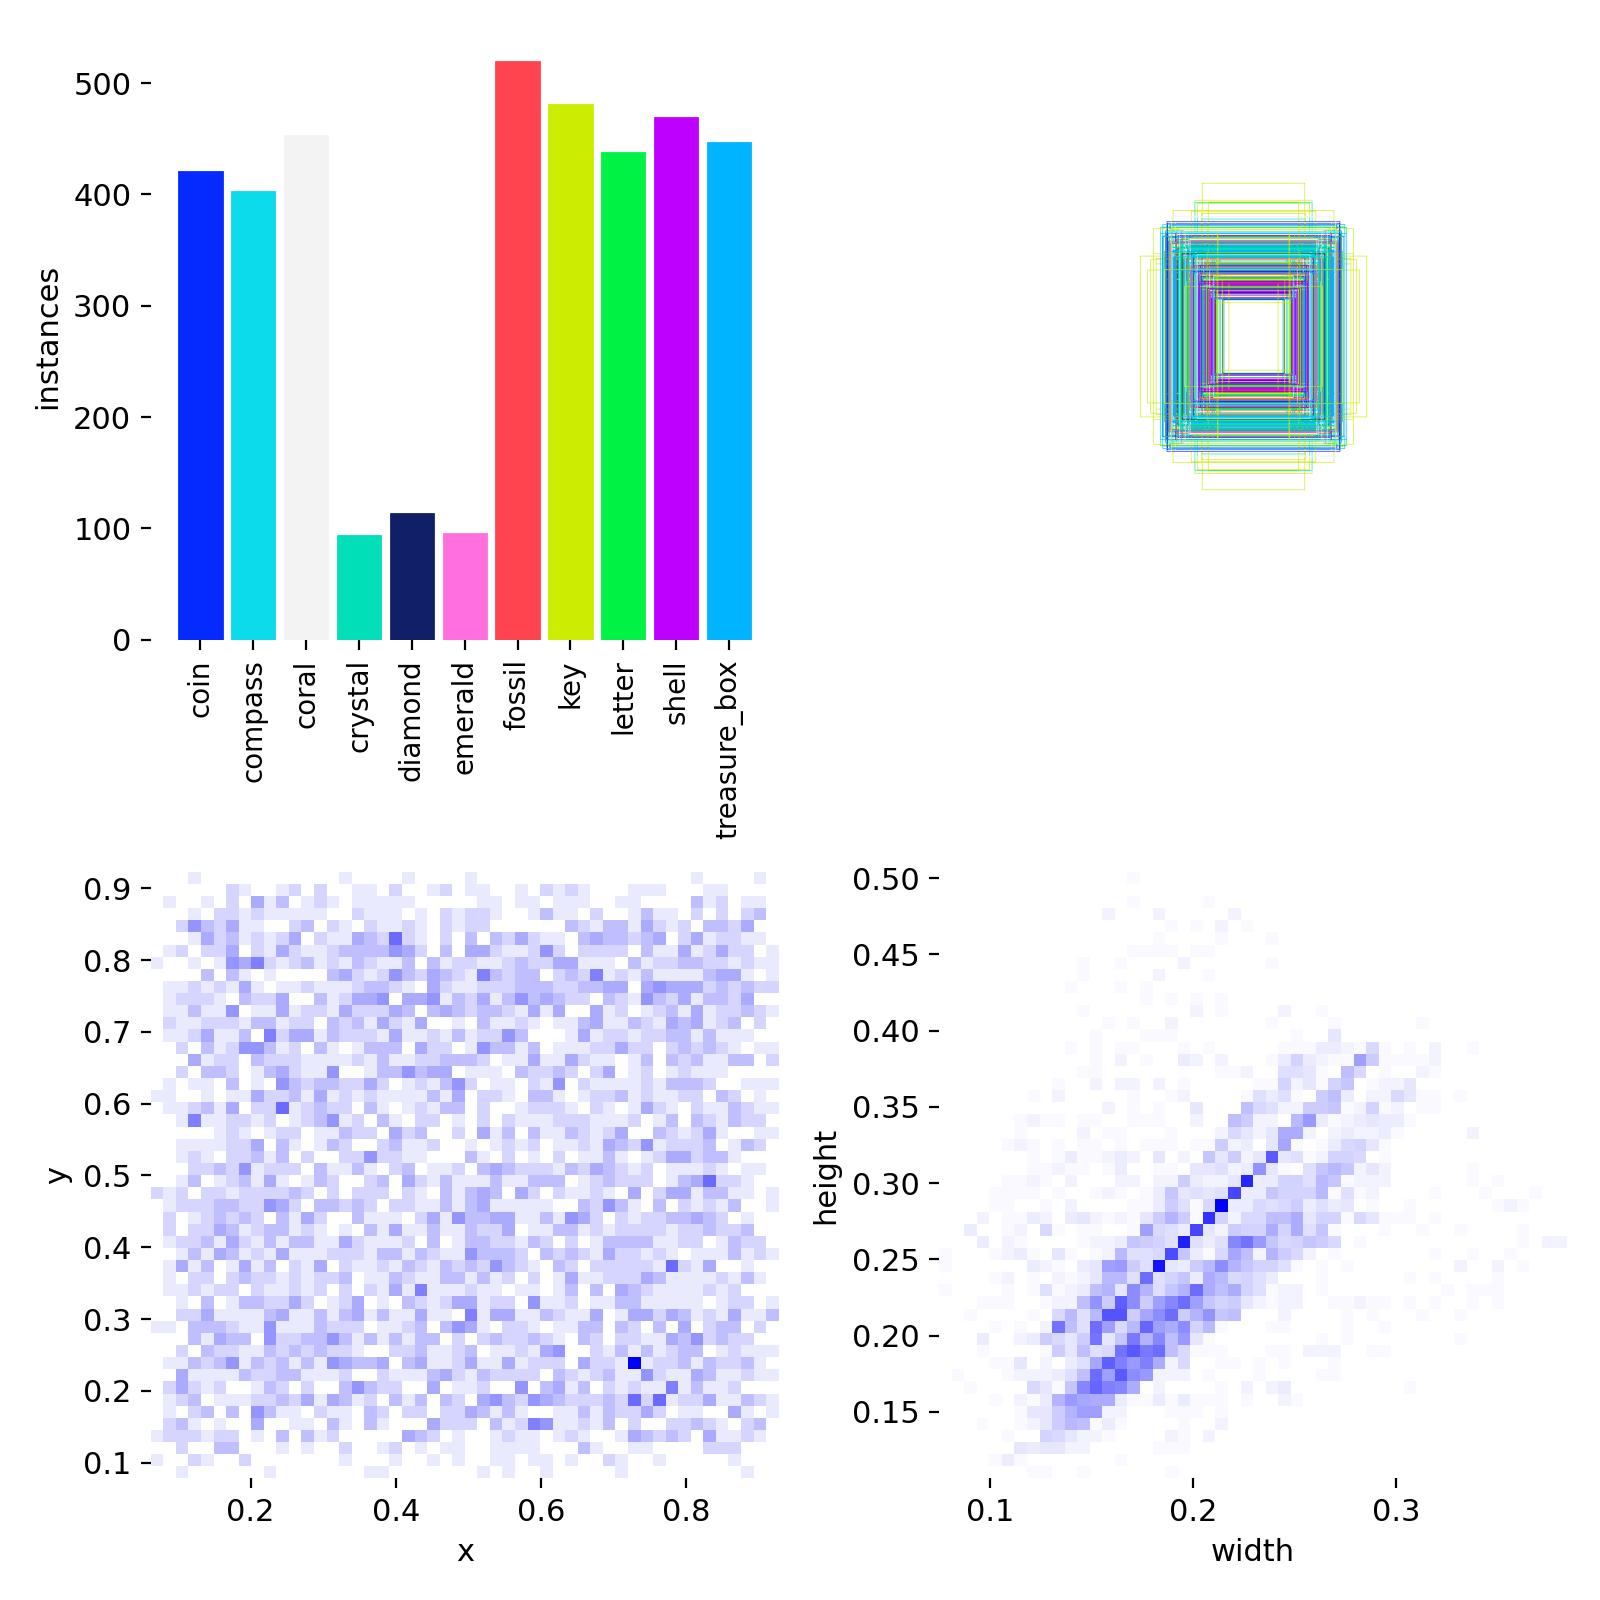 500
400
300
200
100
0
instances
coin
compass
coral
crystal
diamond
emerald
fossil
key
letter
shell
treasure_box
0.9
0.8
0.7
0.6
0.5
0.4
0.3
0.2
0.1
y
0.2 0.4 0.6 0.8
x
0.50
0.45
0.40
0.35
0.30
0.25
0.20
0.15
height
0.1 0.2 0.3
width